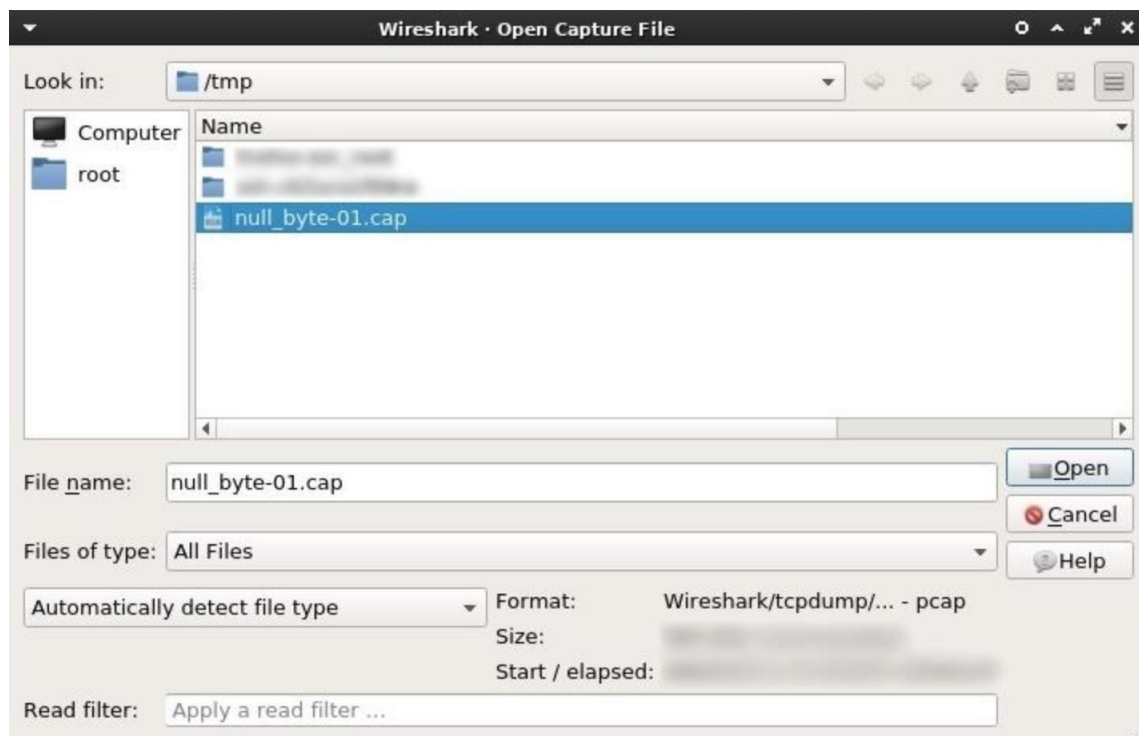 Wireshark · Open Capture File
Look in: /tmp
Computer
root
Name
null_byte-01.cap
File name: null_byte-01.cap
Open
Cancel
Files of type: All Files
Help
Automatically detect file type
Format: Wireshark/tcpdump/... - pcap
Size:
Start / elapsed:
Read filter: Apply a read filter ...